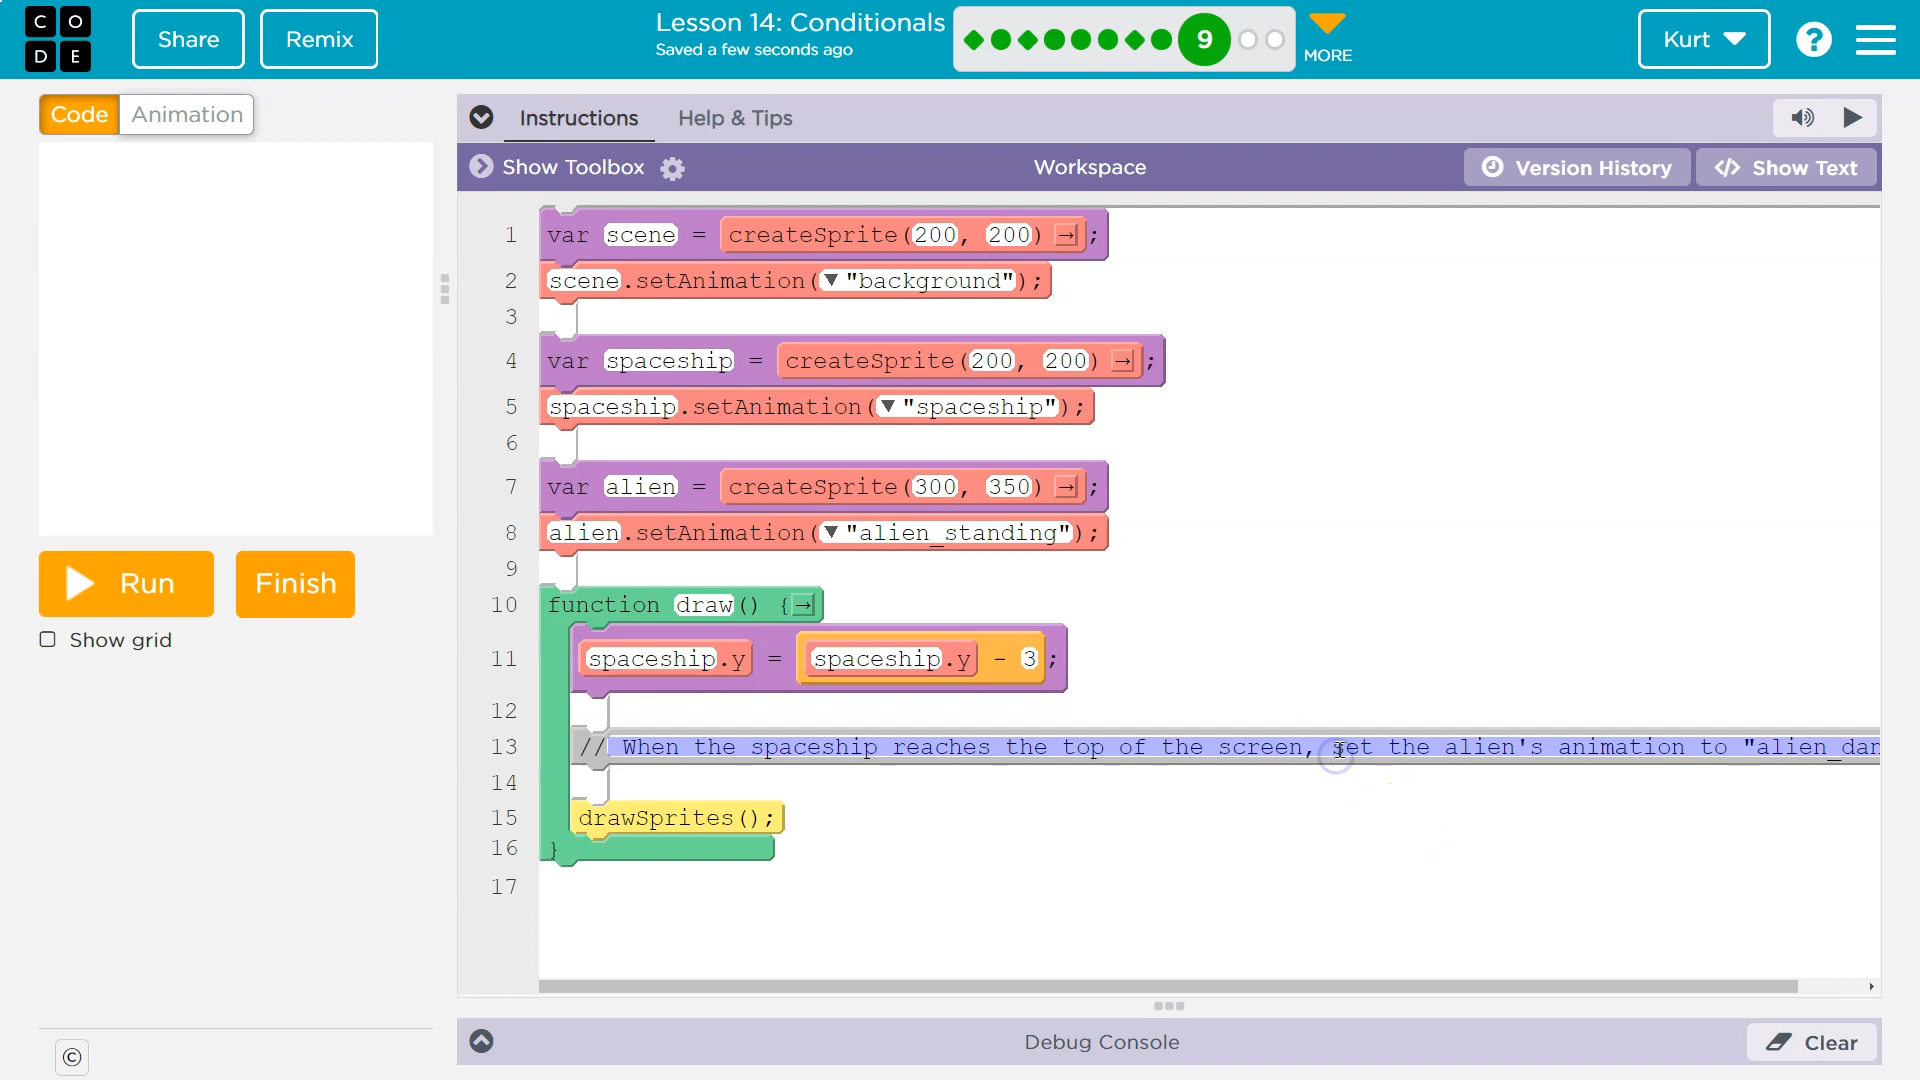 C O
D E
Share
Remix
Lesson 14: Conditionals
Saved a few seconds ago
9
MORE
Kurt
?
Code
Animation
Instructions
Help & Tips
Show Toolbox
Workspace
Version History
</> Show Text
1 var scene = createSprite(200, 200) → ;
2 scene.setAnimation(▼ "background");
3
4 var spaceship = createSprite(200, 200) → ;
5 spaceship.setAnimation(▼ "spaceship");
6
7 var alien = createSprite(300, 350) → ;
8 alien.setAnimation(▼ "alien_standing");
9
10 function draw() { →
11 spaceship.y = spaceship.y - 3 ;
12
13 // When the spaceship reaches the top of the screen, set the alien's animation to "alien_dan
14
15 drawSprites();
16 }
17
Run
Finish
Show grid
©
Debug Console
Clear